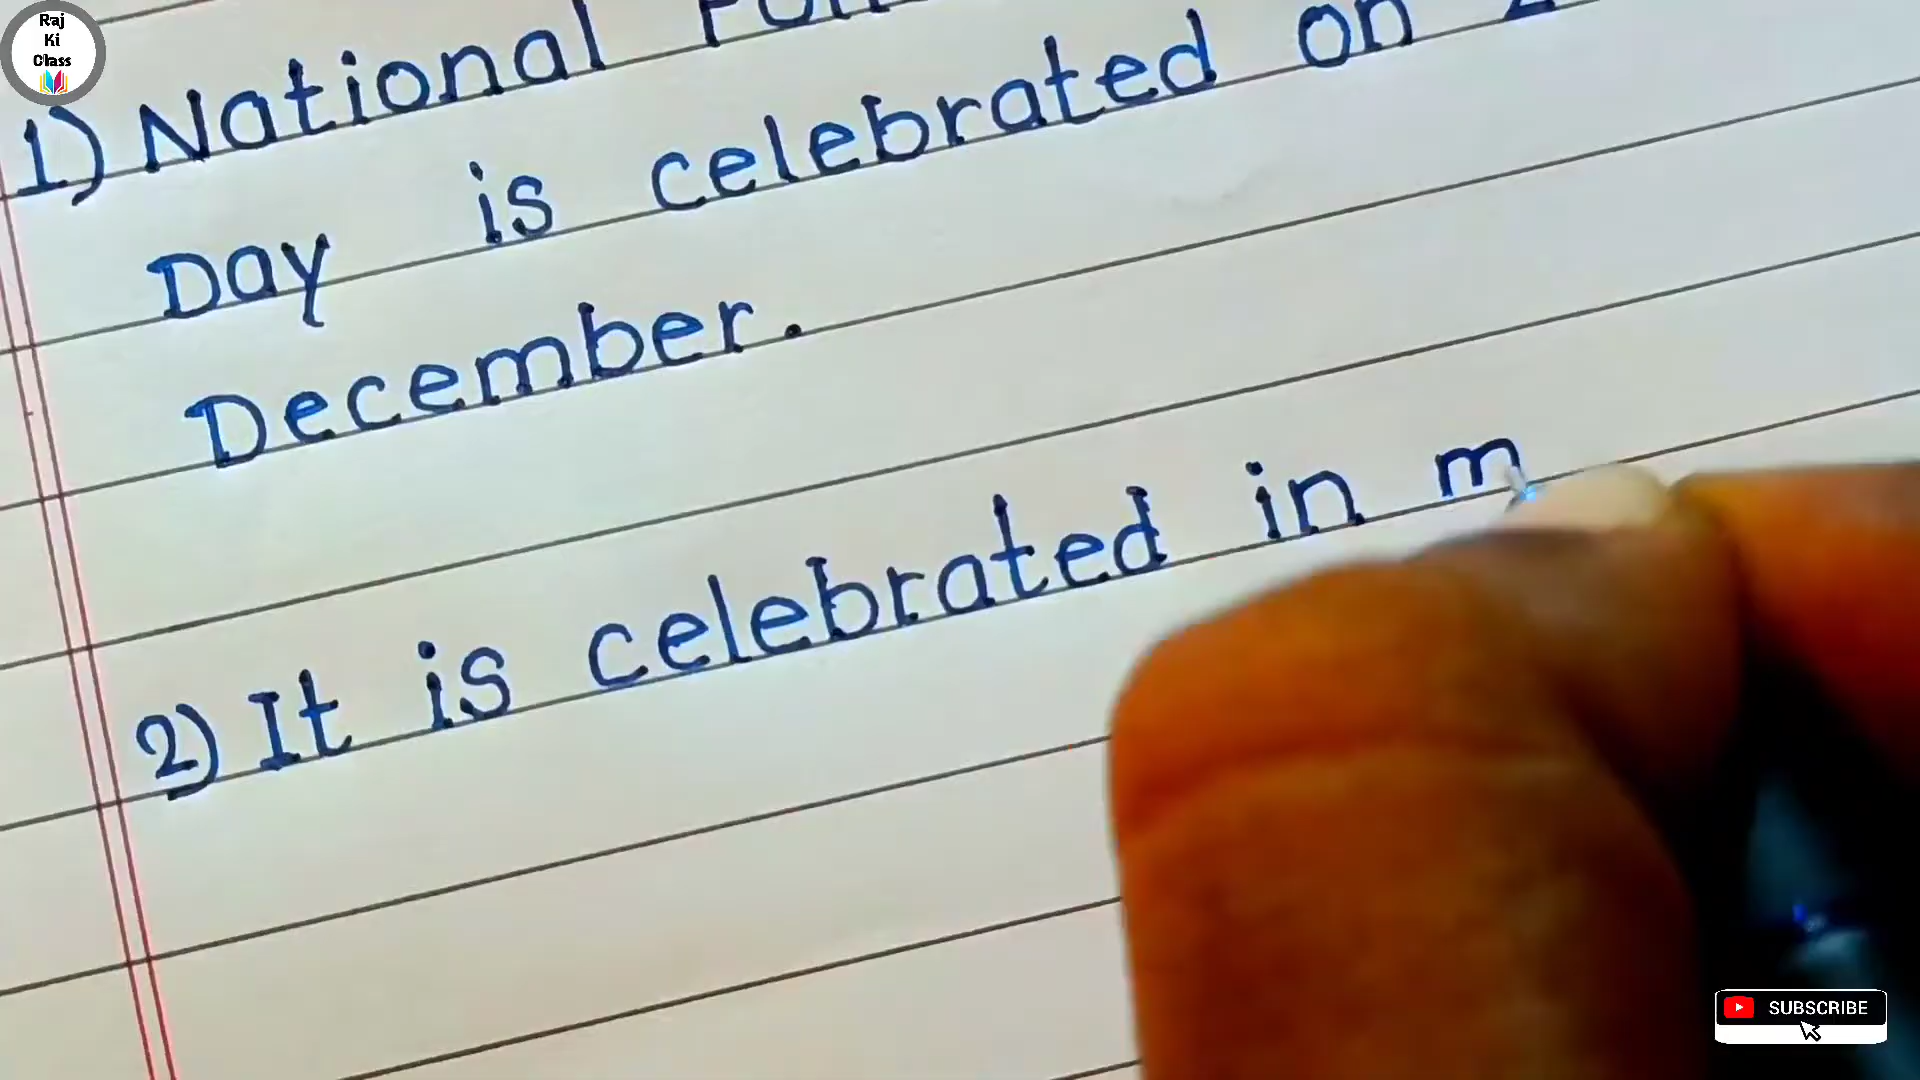 Raj
Ki
Class
1) National
Day is celebrated on
December.
2) It is celebrated in m
SUBSCRIBE